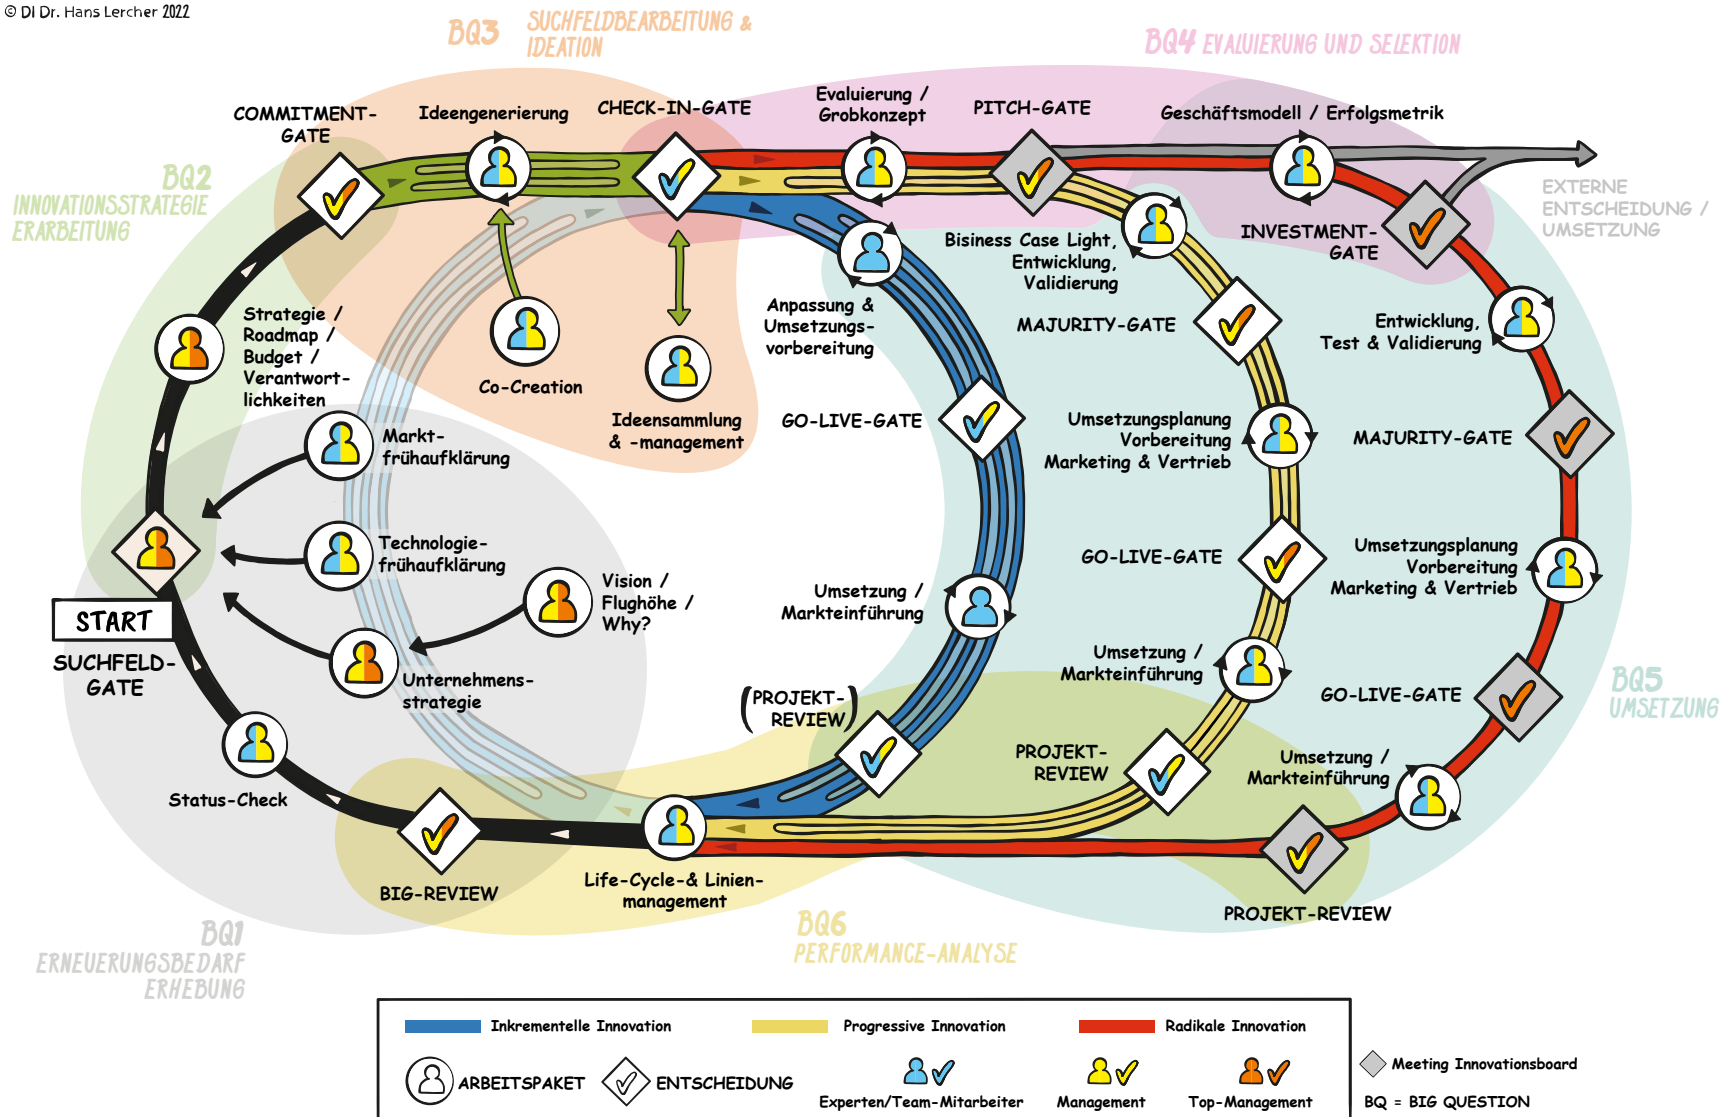 © DI Dr. Hans Lercher 2022
BQ3 SUCHFELDBEARBEITUNG &
IDEATION
BQ4 EVALUIERUNG UND SELEKTION
COMMITMENT-
GATE
Ideengenerierung
CHECK-IN-GATE
Evaluierung /
Grobkonzept
PITCH-GATE
Geschäftsmodell / Erfolgsmetrik
BQ2
INNOVATIONSSTRATEGIE
ERARBEITUNG
EXTERNE
ENTSCHEIDUNG /
UMSETZUNG
INVESTMENT-
GATE
Bisiness Case Light,
Entwicklung,
Validierung
Strategie /
Roadmap /
Budget /
Verantwort-
lichkeiten
Anpassung &
Umsetzungs-
vorbereitung
MAJURITY-GATE
Entwicklung,
Test & Validierung
Co-Creation
Ideensammlung
& -management
GO-LIVE-GATE
Umsetzungsplanung
Vorbereitung
Marketing & Vertrieb
MAJURITY-GATE
Markt-
frühaufklärung
Technologie-
frühaufklärung
GO-LIVE-GATE
Umsetzungsplanung
Vorbereitung
Marketing & Vertrieb
Vision /
Flughöhe /
Why?
Umsetzung /
Markteinführung
START
SUCHFELD-
GATE
Unternehmens-
strategie
Umsetzung /
Markteinführung
GO-LIVE-GATE
BQ5
UMSETZUNG
(PROJEKT-
REVIEW)
PROJEKT-
REVIEW
Umsetzung /
Markteinführung
Status-Check
BIG-REVIEW
Life-Cycle-& Linien-
management
PROJEKT-REVIEW
BQ1
ERNEUERUNGSBEDARF
ERHEBUNG
BQ6
PERFORMANCE-ANALYSE
Inkrementelle Innovation
Progressive Innovation
Radikale Innovation
ARBEITSPAKET
ENTSCHEIDUNG
Experten/Team-Mitarbeiter
Management
Top-Management
Meeting Innovationsboard
BQ = BIG QUESTION